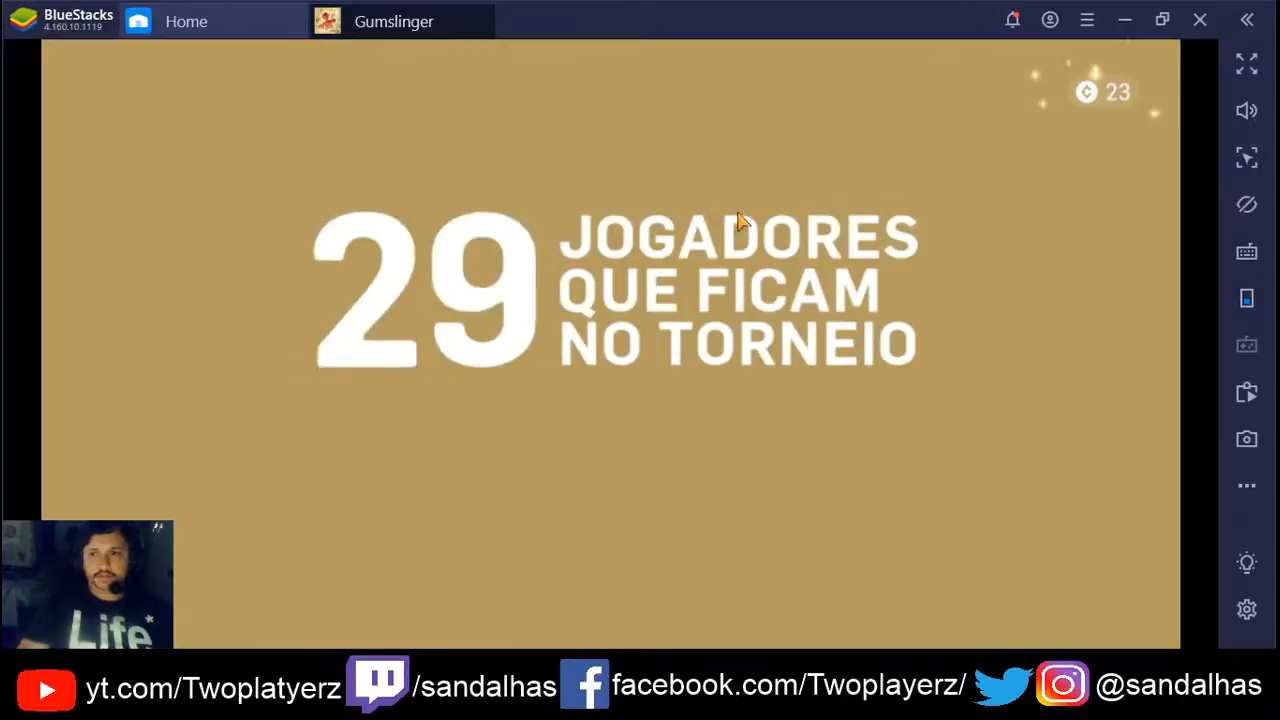 BlueStacks
4.160.10.1119
Home
Gumslinger
23
29
JOGADORES
QUE FICAM
NO TORNEIO
Life*
yt.com/Twoplatyerz
/sandalhas
facebook.com/Twoplayerz/
@sandalhas